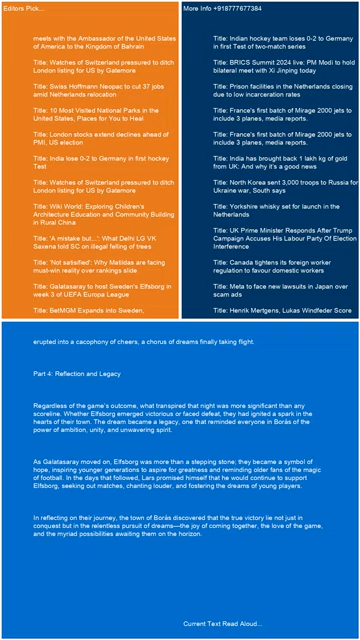 Editors Pick...
meets with the Ambassador of the United States
of America to the Kingdom of Bahrain
Title: Watches of Switzerland pursured to ditch
London listing for US by Gatemore
Title: Swiss Hoffmann Neopac to cut 37 jobs
amid Netherlands relocation
Title: 10 Most Visited National Parks in the
United States, Places for You to Heal
Title: London stocks extend declines ahead of
PMI, US election
Title: India lose 0-2 to Germany in first hockey
Test
Title: Watches of Switzerland pressured to ditch
London listing for US by Gatemore
Title: Wiki World: Exploring Children's
Architecture Education and Community Building
in Rural China
Title: 'A mistake but...': What Delhi LG VK
Saxena told SC on illegal felling of trees
Title: 'Not satisifed': Why Matildas are facing
must-win reality over rankings slide
Title: Galatasaray to host Sweden's Elfsborg in
week 3 of UEFA Europa League
Title: BetMGM Expands into Sweden,
More Info +918777677384
Title: Indian hockey team loses 0-2 to Germany
in first Test of two-match series
Title: BRICS Summit 2024 live: PM Modi to hold
bilateral meet with Xi Jinping today
Title: Prison facilities in the Netherlands closing
due to low incarceration rates
Title: France's first batch of Mirage 2000 jets to
include 3 planes, media reports.
Title: France's first batch of Mirage 2000 jets to
include 3 planes, media reports.
Title: India has brought back 1 lakh kg of gold
from UK: And why it's a good news
Title: North Korea sent 3,000 troops to Russia for
Ukraine war, South says
Title: Yorkshire whisky set for launch in the
Netherlands
Title: UK Prime Minister Responds After Trump
Campaign Accuses His Labour Party Of Election
Interference
Title: Canada tightens its foreign worker
regulation to favour domestic workers
Title: Meta to face new lawsuits in Japan over
scam ads
Title: Henrik Mertgens, Lukas Windfeder Score
erupted into a cacophony of cheers, a chorus of dreams finally taking flight.
Part 4: Reflection and Legacy
Regardless of the game's outcome, what transpired that night was more significant than any
scoreline. Whether Elfsborg emerged victorious or faced defeat, they had ignited a spark in the
hearts of their town. The dream became a legacy, one that reminded everyone in Borås of the
power of ambition, unity, and unwavering spirit.
As Galatasaray moved on, Elfsborg was more than a stepping stone; they became a symbol of
hope, inspiring younger generations to aspire for greatness and reminding older fans of the magic
of football. In the days that followed, Lars promised himself that he would continue to support
Elfsborg, seeking out matches, chanting louder, and fostering the dreams of young players.
In reflecting on their journey, the town of Borås discovered that the true victory lie not just in
conquest but in the relentless pursuit of dreams—the joy of coming together, the love of the game,
and the myriad possibilities awaiting them on the horizon.
Current Text Read Aloud...